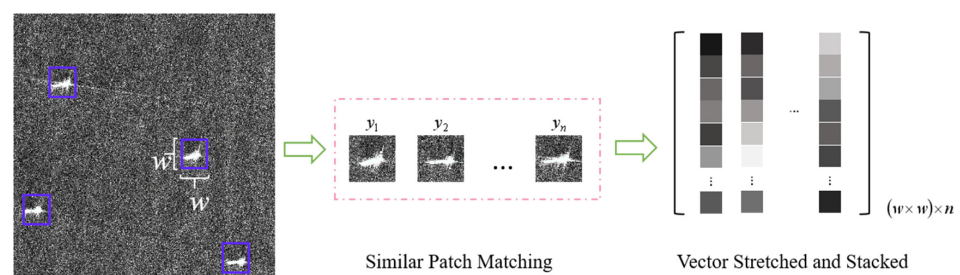 w
w
y1 y2 ... yn
Similar Patch Matching
...
⋮ ⋮ ⋮
(w×w)×n
Vector Stretched and Stacked